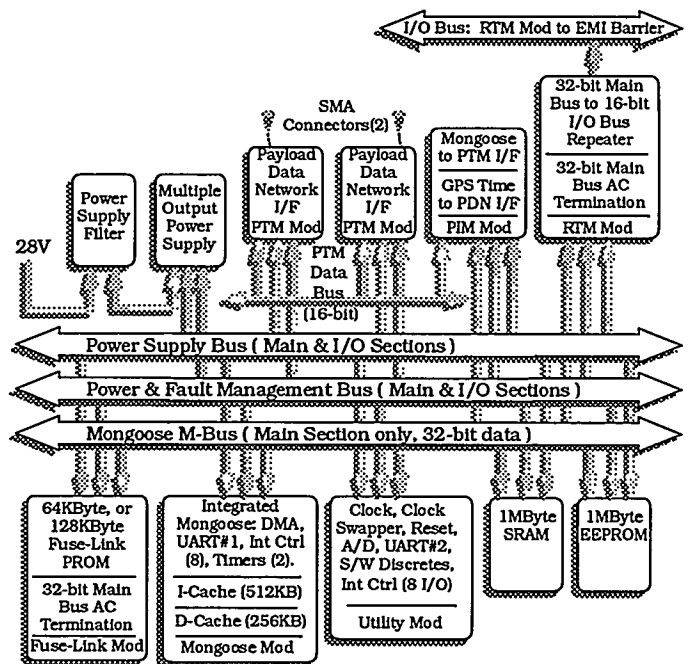 I/O Bus: RTM Mod to EMI Barrier
SMA
Connectors(2)
28V
Power
Supply
Filter
Multiple
Output
Power
Supply
Payload
Data
Network
I/F
PTM Mod
Payload
Data
Network
I/F
PTM Mod
Mongoose
to PTM I/F
GPS Time
to PDN I/F
PIM Mod
32-bit Main
Bus to 16-bit
I/O Bus
Repeater
32-bit Main
Bus AC
Termination
RTM Mod
PTM
Data
Bus
(16-bit)
Power Supply Bus ( Main & I/O Sections )
Power & Fault Management Bus ( Main & I/O Sections )
Mongoose M-Bus ( Main Section only, 32-bit data )
64KByte, or
128KByte
Fuse-Link
PROM
32-bit Main
Bus AC
Termination
Fuse-Link Mod
Integrated
Mongoose: DMA,
UART#1, Int Ctrl
(8), Timers (2).
I-Cache (512KB)
D-Cache (256KB)
Mongoose Mod
Clock, Clock
Swapper, Reset,
A/D, UART#2,
S/W Discretes,
Int Ctrl (8 I/O)
Utility Mod
1MByte
SRAM
1MByte
EEPROM